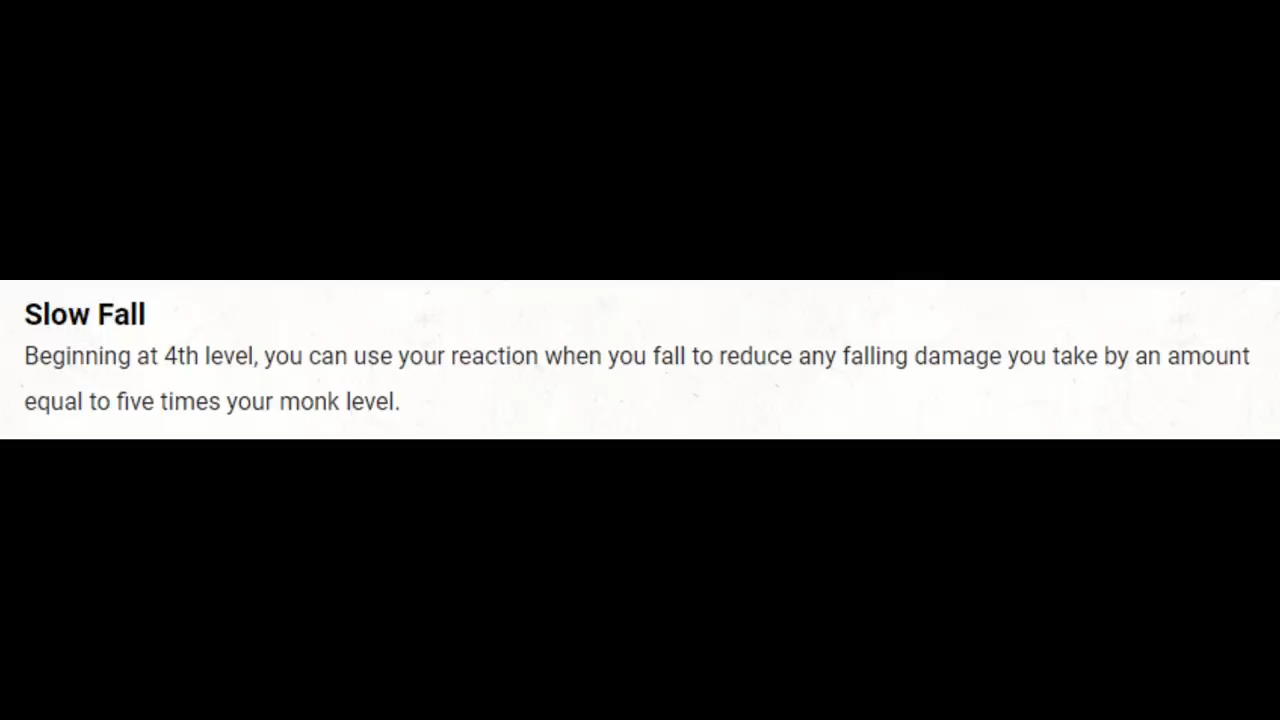 Slow Fall
Beginning at 4th level, you can use your reaction when you fall to reduce any falling damage you take by an amount
equal to five times your monk level.